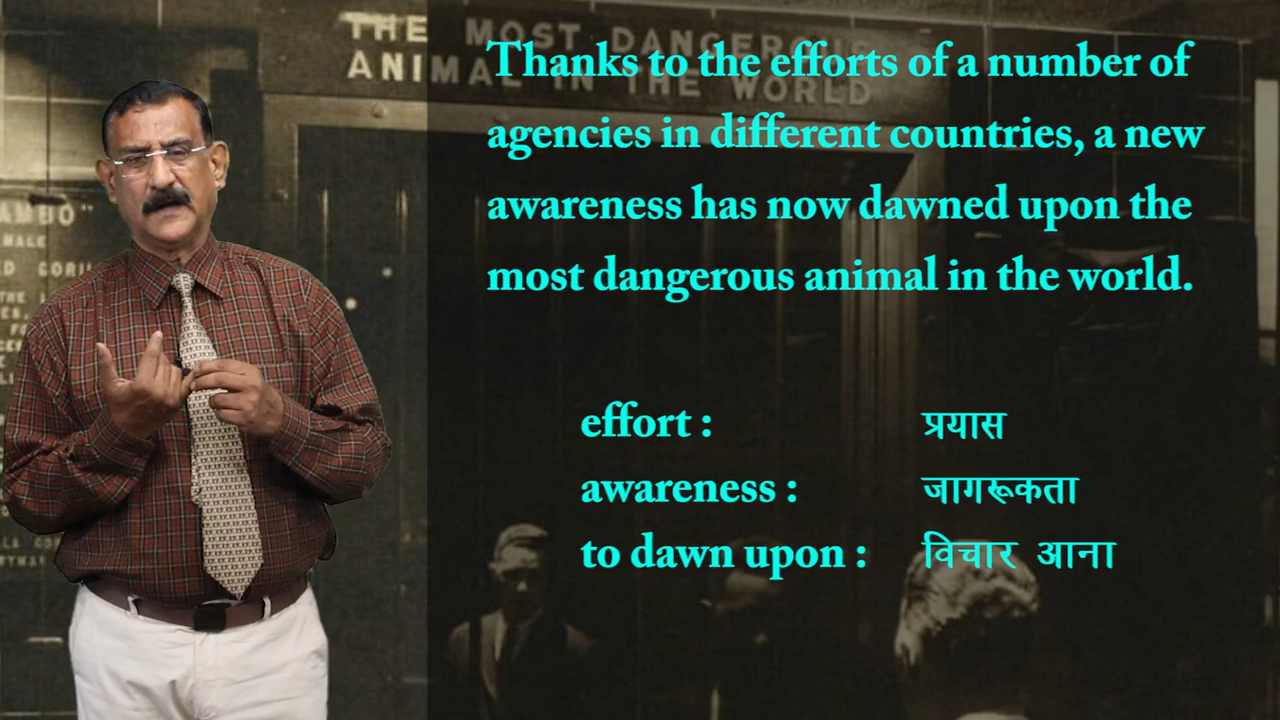 THE MOST DANGEROUS
ANIMAL IN THE WORLD
Thanks to the efforts of a number of
agencies in different countries, a new
awareness has now dawned upon the
most dangerous animal in the world.
effort : प्रयास
awareness : जागरूकता
to dawn upon : विचार आना
MALE